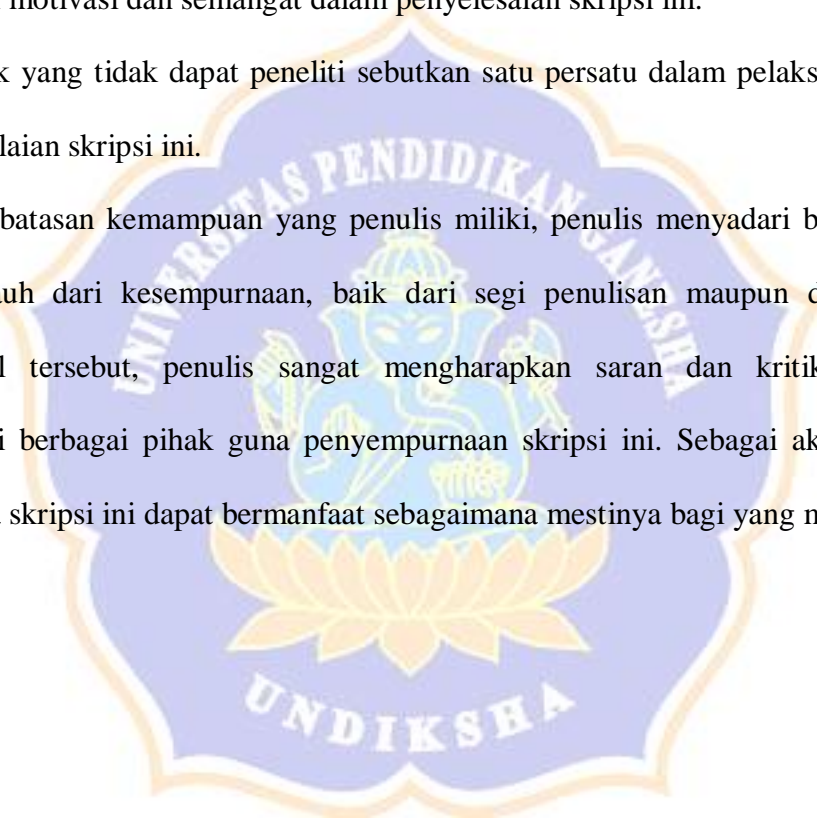 motivasi dan semangat dalam penyelesaian skripsi ini.
k yang tidak dapat peneliti sebutkan satu persatu dalam pelaks
laian skripsi ini.
batasan kemampuan yang penulis miliki, penulis menyadari b
uh dari kesempurnaan, baik dari segi penulisan maupun d
l tersebut, penulis sangat mengharapkan saran dan kritik
i berbagai pihak guna penyempurnaan skripsi ini. Sebagai ak
skripsi ini dapat bermanfaat sebagaimana mestinya bagi yang m
UNIVERSITAS PENDIDIKAN GANESHA
UNDIKSHA